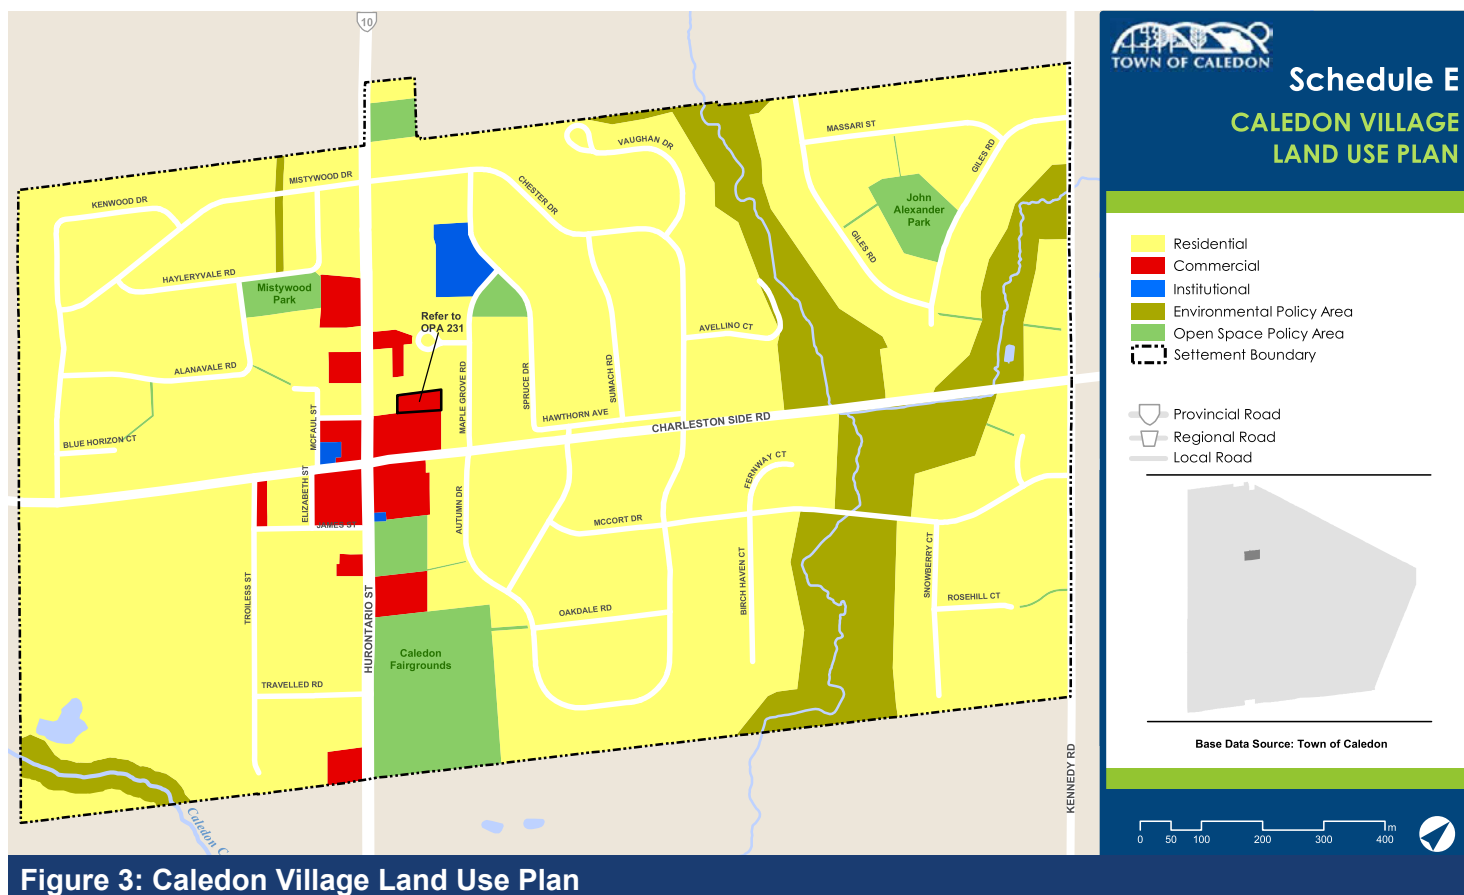 10
TOWN OF CALEDON
Schedule E
CALEDON VILLAGE
LAND USE PLAN
Residential
Commercial
Institutional
Environmental Policy Area
Open Space Policy Area
Settement Boundary
Provincial Road
Regional Road
Local Road
Base Data Source: Town of Caledon
0 50 100 200 300 400
m
KENWOOD DR
MISTYWOOD DR
HAYLERYVALE RD
Mistywood
Park
ALANAVALE RD
BLUE HORIZON CT
MCFAUL ST
ELIZABETH ST
JAMES ST
TROILESS ST
TRAVELLED RD
HURONTARIO ST
Refer to
OPA 231
MAPLE GROVE RD
SPRUCE DR
SUMACH RD
CHESTER DR
VAUGHAN DR
AVELLINO CT
HAWTHORN AVE
CHARLESTON SIDE RD
AUTUMN DR
MCCORT DR
FERNWAY CT
BIRCH HAVEN CT
OAKDALE RD
Caledon
Fairgrounds
MASSARI ST
GILES RD
GILES RD
John
Alexander
Park
SNOWBERRY CT
ROSEHILL CT
KENNEDY RD
Caledon C
Figure 3: Caledon Village Land Use Plan